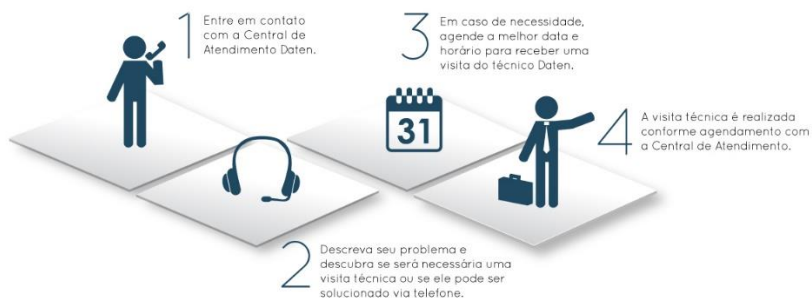 1
Entre em contato
com a Central de
Atendimento Daten.
2
Descreva seu problema e
descubra se será necessária uma
visita técnica ou se ele pode ser
solucionado via telefone.
3
Em caso de necessidade,
agende a melhor data e
horário para receber uma
visita do técnico Daten.
31
4
A visita técnica é realizada
conforme agendamento com
a Central de Atendimento.